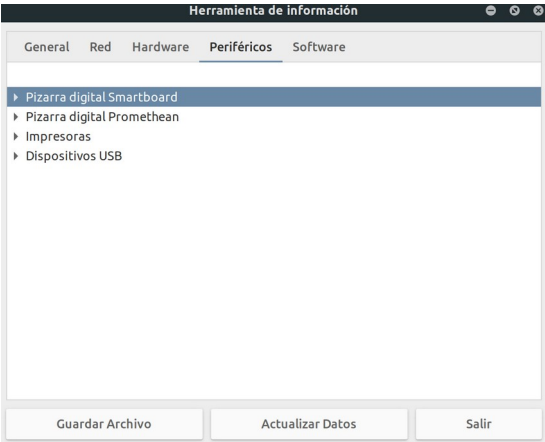 Herramienta de información
General Red Hardware Periféricos Software
Pizarra digital Smartboard
Pizarra digital Promethean
Impresoras
Dispositivos USB
Guardar Archivo Actualizar Datos Salir